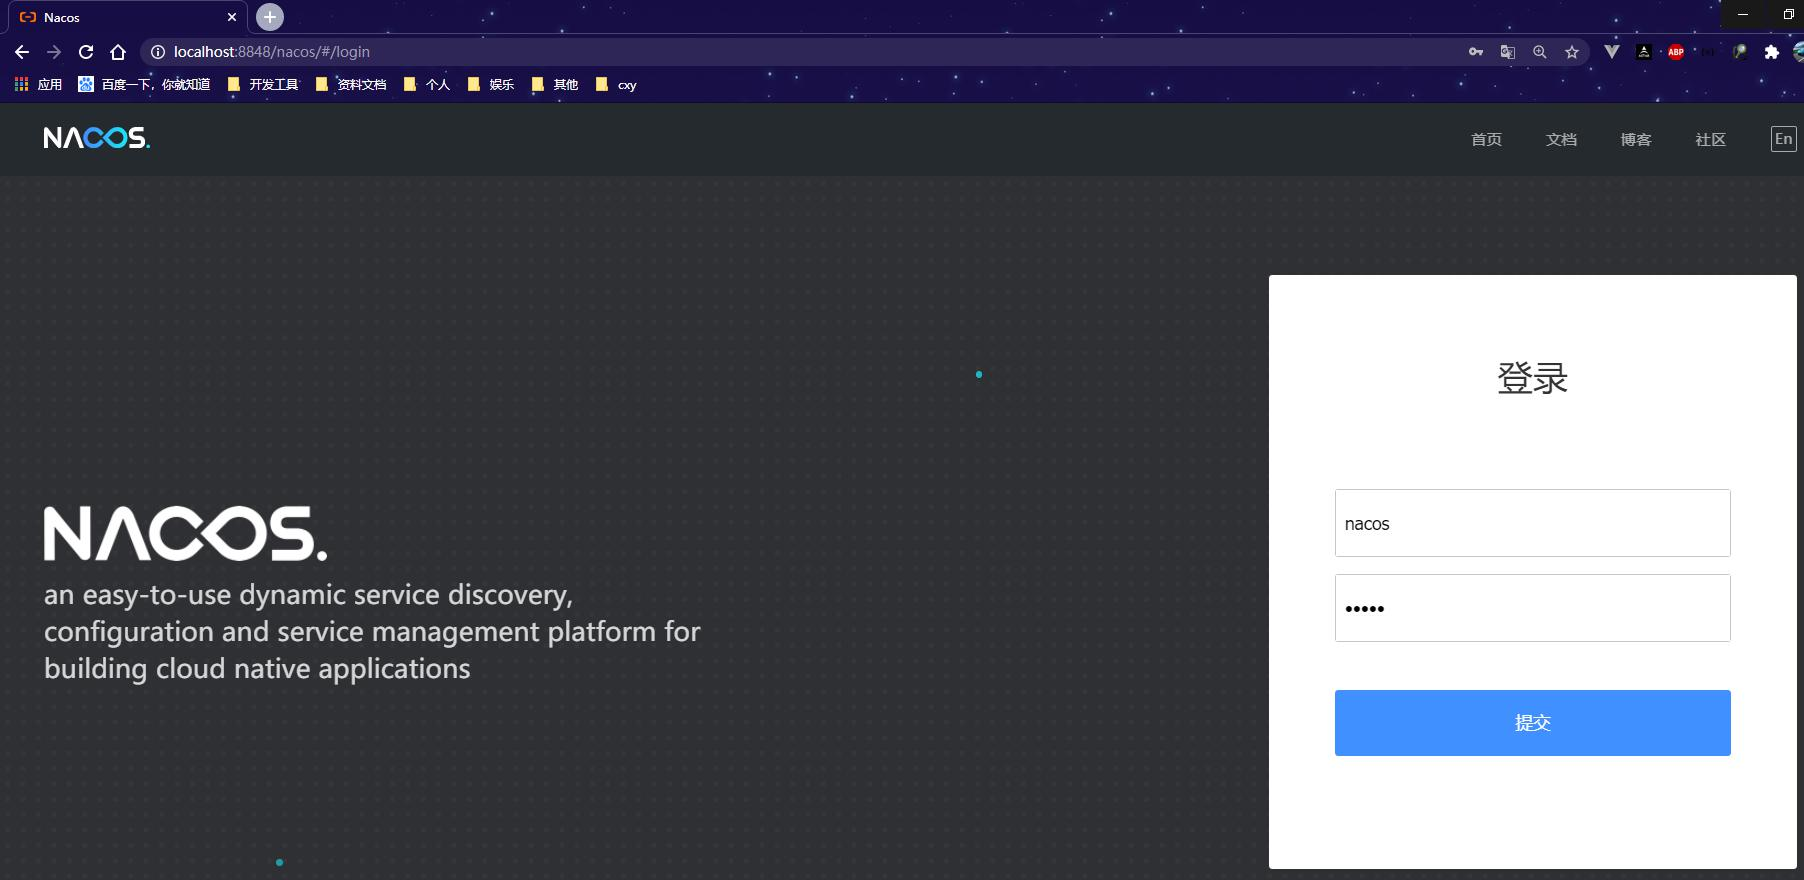 Nacos
localhost:8848/nacos/#/login
ABP
应用 百度一下，你就知道 开发工具 资料文档 个人 娱乐 其他 cxy
NACOS.
首页 文档 博客 社区 En
登录
nacos
NACOS.
an easy-to-use dynamic service discovery,
configuration and service management platform for
building cloud native applications
•••••
提交